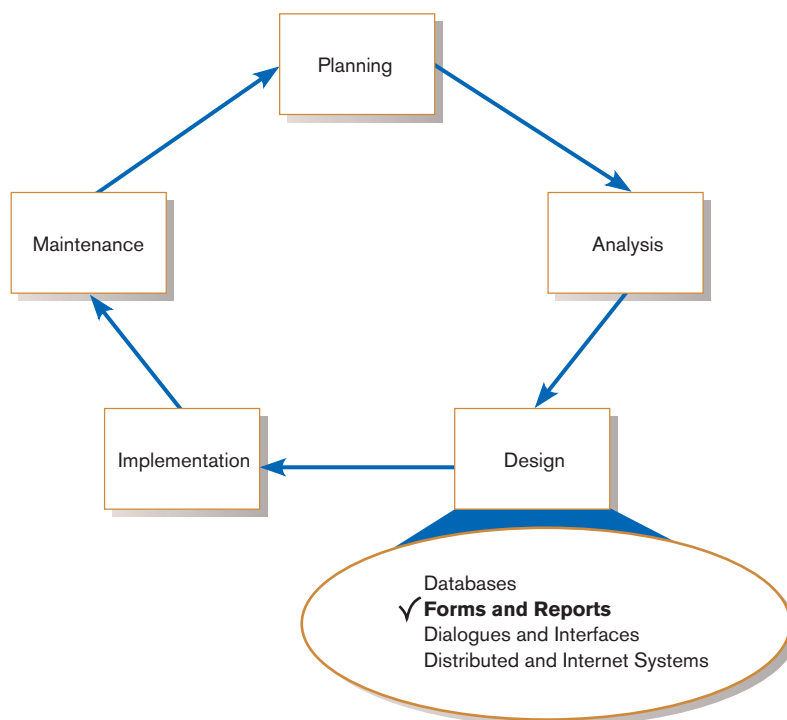 Planning
Maintenance
Analysis
Implementation
Design
Databases
Forms and Reports
Dialogues and Interfaces
Distributed and Internet Systems